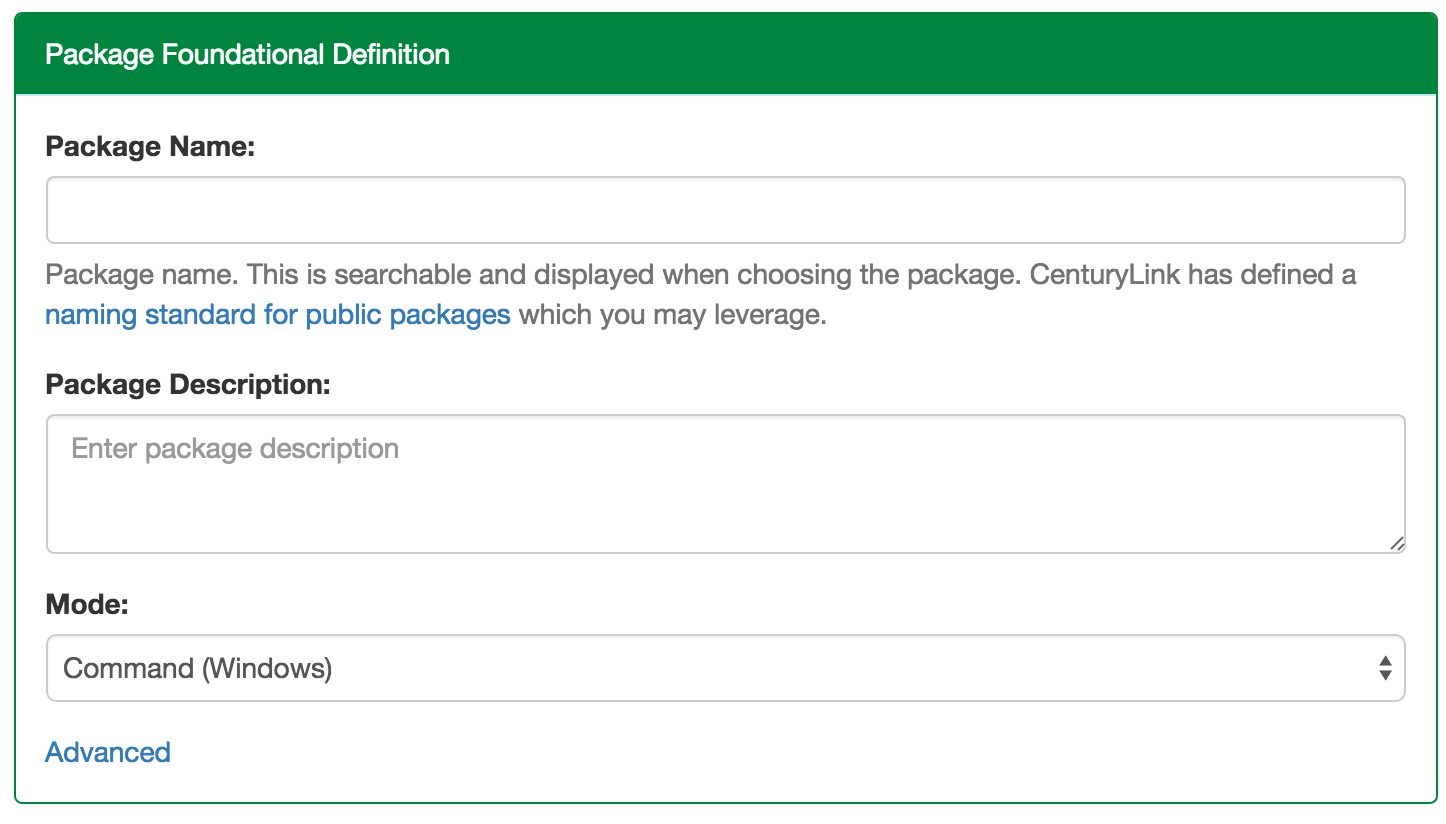 Package Foundational Definition
Package Name:
Package name. This is searchable and displayed when choosing the package. CenturyLink has defined a
naming standard for public packages which you may leverage.
Package Description:
Enter package description
Mode:
Command (Windows)
Advanced